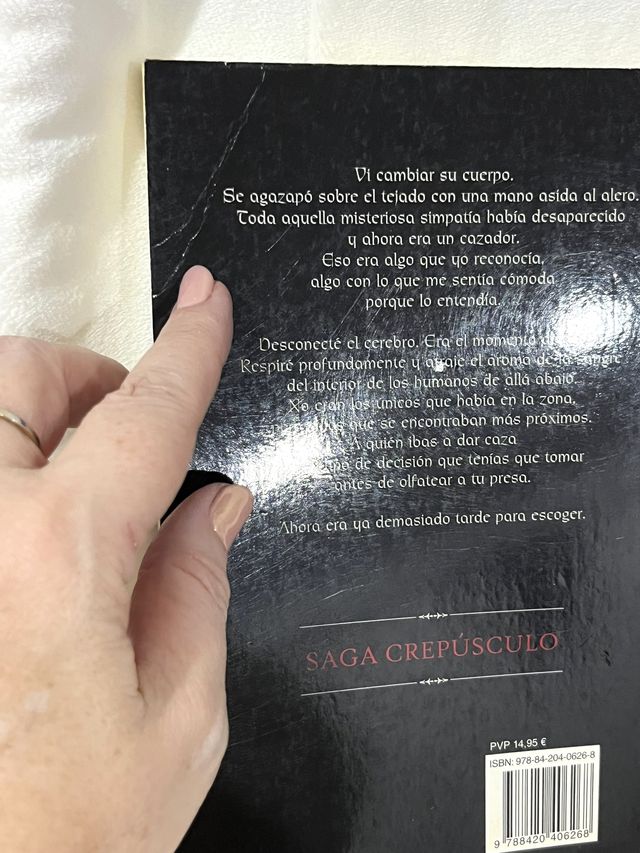 Vi cambiar su cuerpo.
Se agazapó sobre el tejado con una mano asida al alero.
Toda aquella misteriosa simpatía había desaparecido
y ahora era un cazador.
Eso era algo que yo reconocía,
algo con lo que me sentía cómoda
porque lo entendía.
Desconecté el cerebro. Era el momento
Respiré profundamente y atraje el aroma de la sangre
del interior de los humanos de allá abajo.
No eran los únicos que había en la zona,
que se encontraban más próximos.
A quién ibas a dar caza
de decisión que tenías que tomar
antes de olfatear a tu presa.
Ahora era ya demasiado tarde para escoger.
SAGA CREPÚSCULO
PVP 14,95 €
ISBN: 978-84-204-0626-8
9 788420 406268